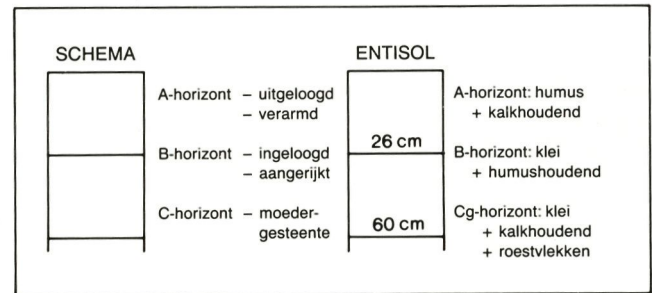 SCHEMA
A-horizont – uitgeloogd
– verarmd
B-horizont – ingeloogd
– aangerijkt
C-horizont – moeder-
gesteente
ENTISOL
26 cm
60 cm
A-horizont: humus
+ kalkhoudend
B-horizont: klei
+ humushoudend
Cg-horizont: klei
+ kalkhoudend
+ roestvlekken